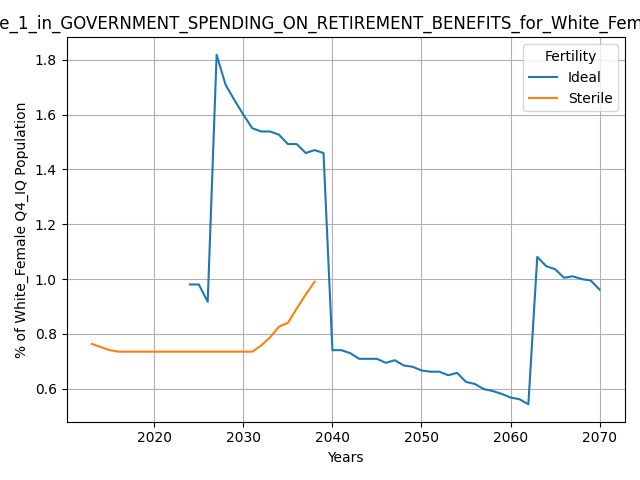 e_1_in_GOVERNMENT_SPENDING_ON_RETIREMENT_BENEFITS_for_White_Fem
Fertility
Ideal
Sterile
% of White_Female Q4_IQ Population
1.8
1.6
1.4
1.2
1.0
0.8
0.6
2020
2030
2040
2050
2060
2070
Years